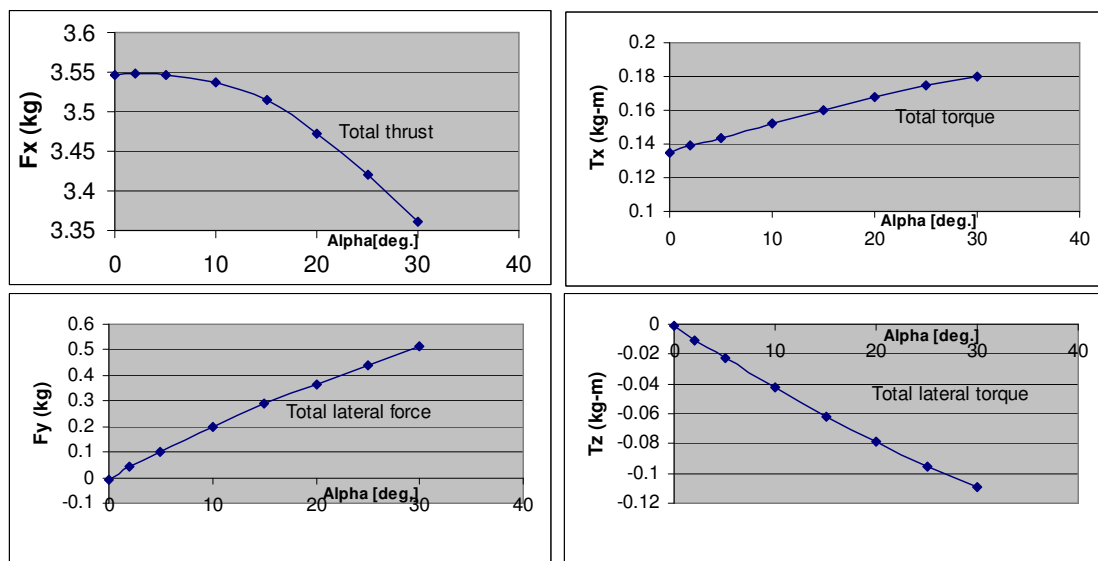 3.6
3.55
3.5
3.45
3.4
3.35
Fx (kg)
Total thrust
Alpha[deg.]
0 10 20 30 40
0.2
0.18
0.16
0.14
0.12
0.1
Tx (kg-m)
Total torque
Alpha [deg.]
0 10 20 30 40
0.6
0.5
0.4
0.3
0.2
0.1
0
-0.1
Fy (kg)
Total lateral force
Alpha [deg.]
0 10 20 30 40
0
-0.02
-0.04
-0.06
-0.08
-0.1
-0.12
Tz (kg-m)
Alpha [deg.]
0 10 20 30 40
Total lateral torque